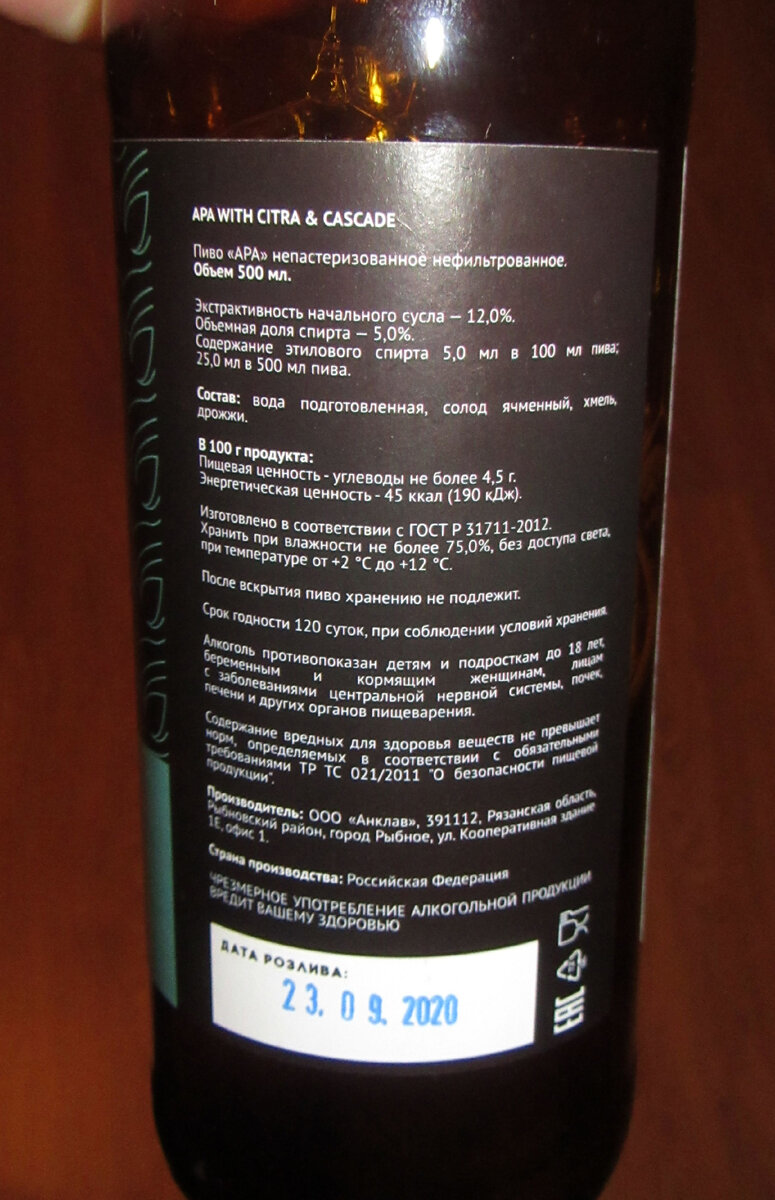 APA WITH CITRA & CASCADE
Пиво «APA» непастеризованное нефильтрованное.
Объем 500 мл.
Экстрактивность начального сусла — 12,0%.
Объемная доля спирта — 5,0%.
Содержание этилового спирта 5,0 мл в 100 мл пива;
25,0 мл в 500 мл пива.
Состав: вода подготовленная, солод ячменный, хмель,
дрожжи.
В 100 г продукта:
Пищевая ценность - углеводы не более 4,5 г.
Энергетическая ценность - 45 ккал (190 кДж).
Изготовлено в соответствии с ГОСТ Р 31711-2012.
Хранить при влажности не более 75,0%, без доступа света,
при температуре от +2 °C до +12 °C.
После вскрытия пиво хранению не подлежит.
Срок годности 120 суток, при соблюдении условий хранения.
Алкоголь противопоказан детям и подросткам до 18 лет,
беременным и кормящим женщинам, лицам
с заболеваниями центральной нервной системы, почек,
печени и других органов пищеварения.
Содержание вредных для здоровья веществ не превышает
норм, определяемых в соответствии с обязательными
требованиями ТР ТС 021/2011 "О безопасности пищевой
продукции".
Производитель: ООО «Анклав», 391112, Рязанская область,
Рыбновский район, город Рыбное, ул. Кооперативная здание
1Е, офис 1.
Страна производства: Российская Федерация
ЧРЕЗМЕРНОЕ УПОТРЕБЛЕНИЕ АЛКОГОЛЬНОЙ ПРОДУКЦИИ
ВРЕДИТ ВАШЕМУ ЗДОРОВЬЮ
ДАТА РОЗЛИВА:
23.09.2020
EAC